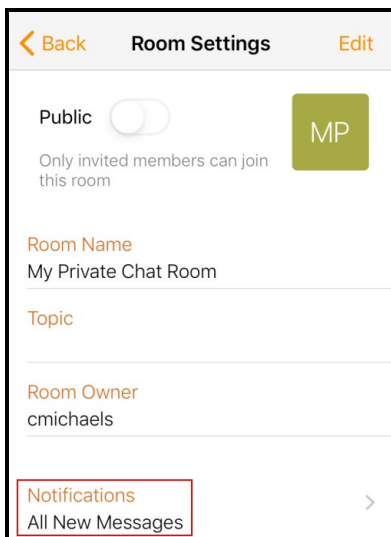 Back Room Settings Edit
Public
MP
Only invited members can join
this room
Room Name
My Private Chat Room
Topic
Room Owner
cmichaels
Notifications
All New Messages